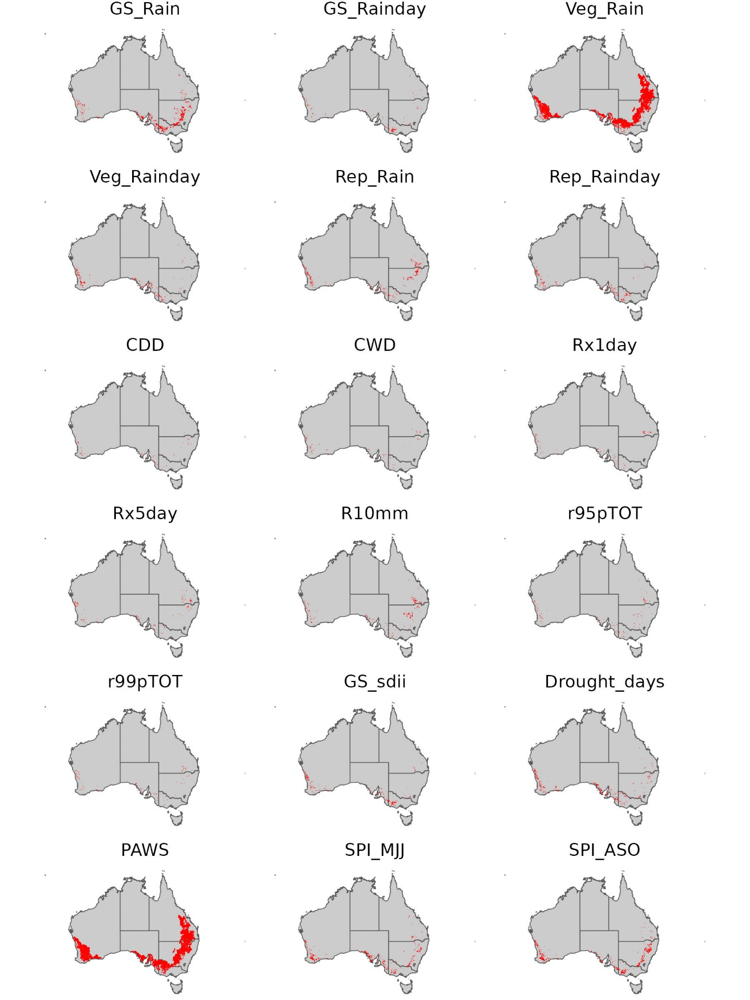 GS_Rain
GS_Rainday
Veg_Rain
Veg_Rainday
Rep_Rain
Rep_Rainday
CDD
CWD
Rx1day
Rx5day
R10mm
r95pTOT
r99pTOT
GS_sdii
Drought_days
PAWS
SPI_MJJ
SPI_ASO